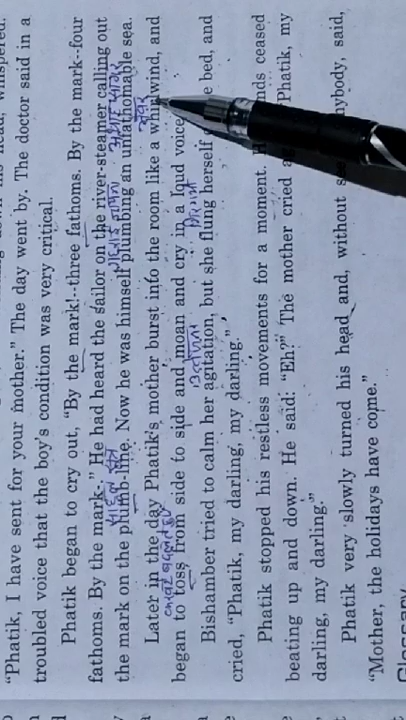 "Phatik, I have sent for your mother." The day went by. The doctor said in a
troubled voice that the boy's condition was very critical.
Phatik began to cry out, "By the mark!--three fathoms. By the mark--four
fathoms. By the mark." He had heard the sailor on the river-steamer calling out
the mark on the plumb-line. Now he was himself plumbing an unfathomable sea.
Later in the day Phatik's mother burst into the room like a whirlwind, and
began to toss from side to side and moan and cry in a loud voice
Bishamber tried to calm her agitation, but she flung herself bed, and
cried, "Phatik, my darling, my darling."
Phatik stopped his restless movements for a moment. ceased
beating up and down. He said: "Eh?" The mother cried Phatik, my
darling, my darling."
Phatik very slowly turned his head and, without said,
"Mother, the holidays have come."
Glossary